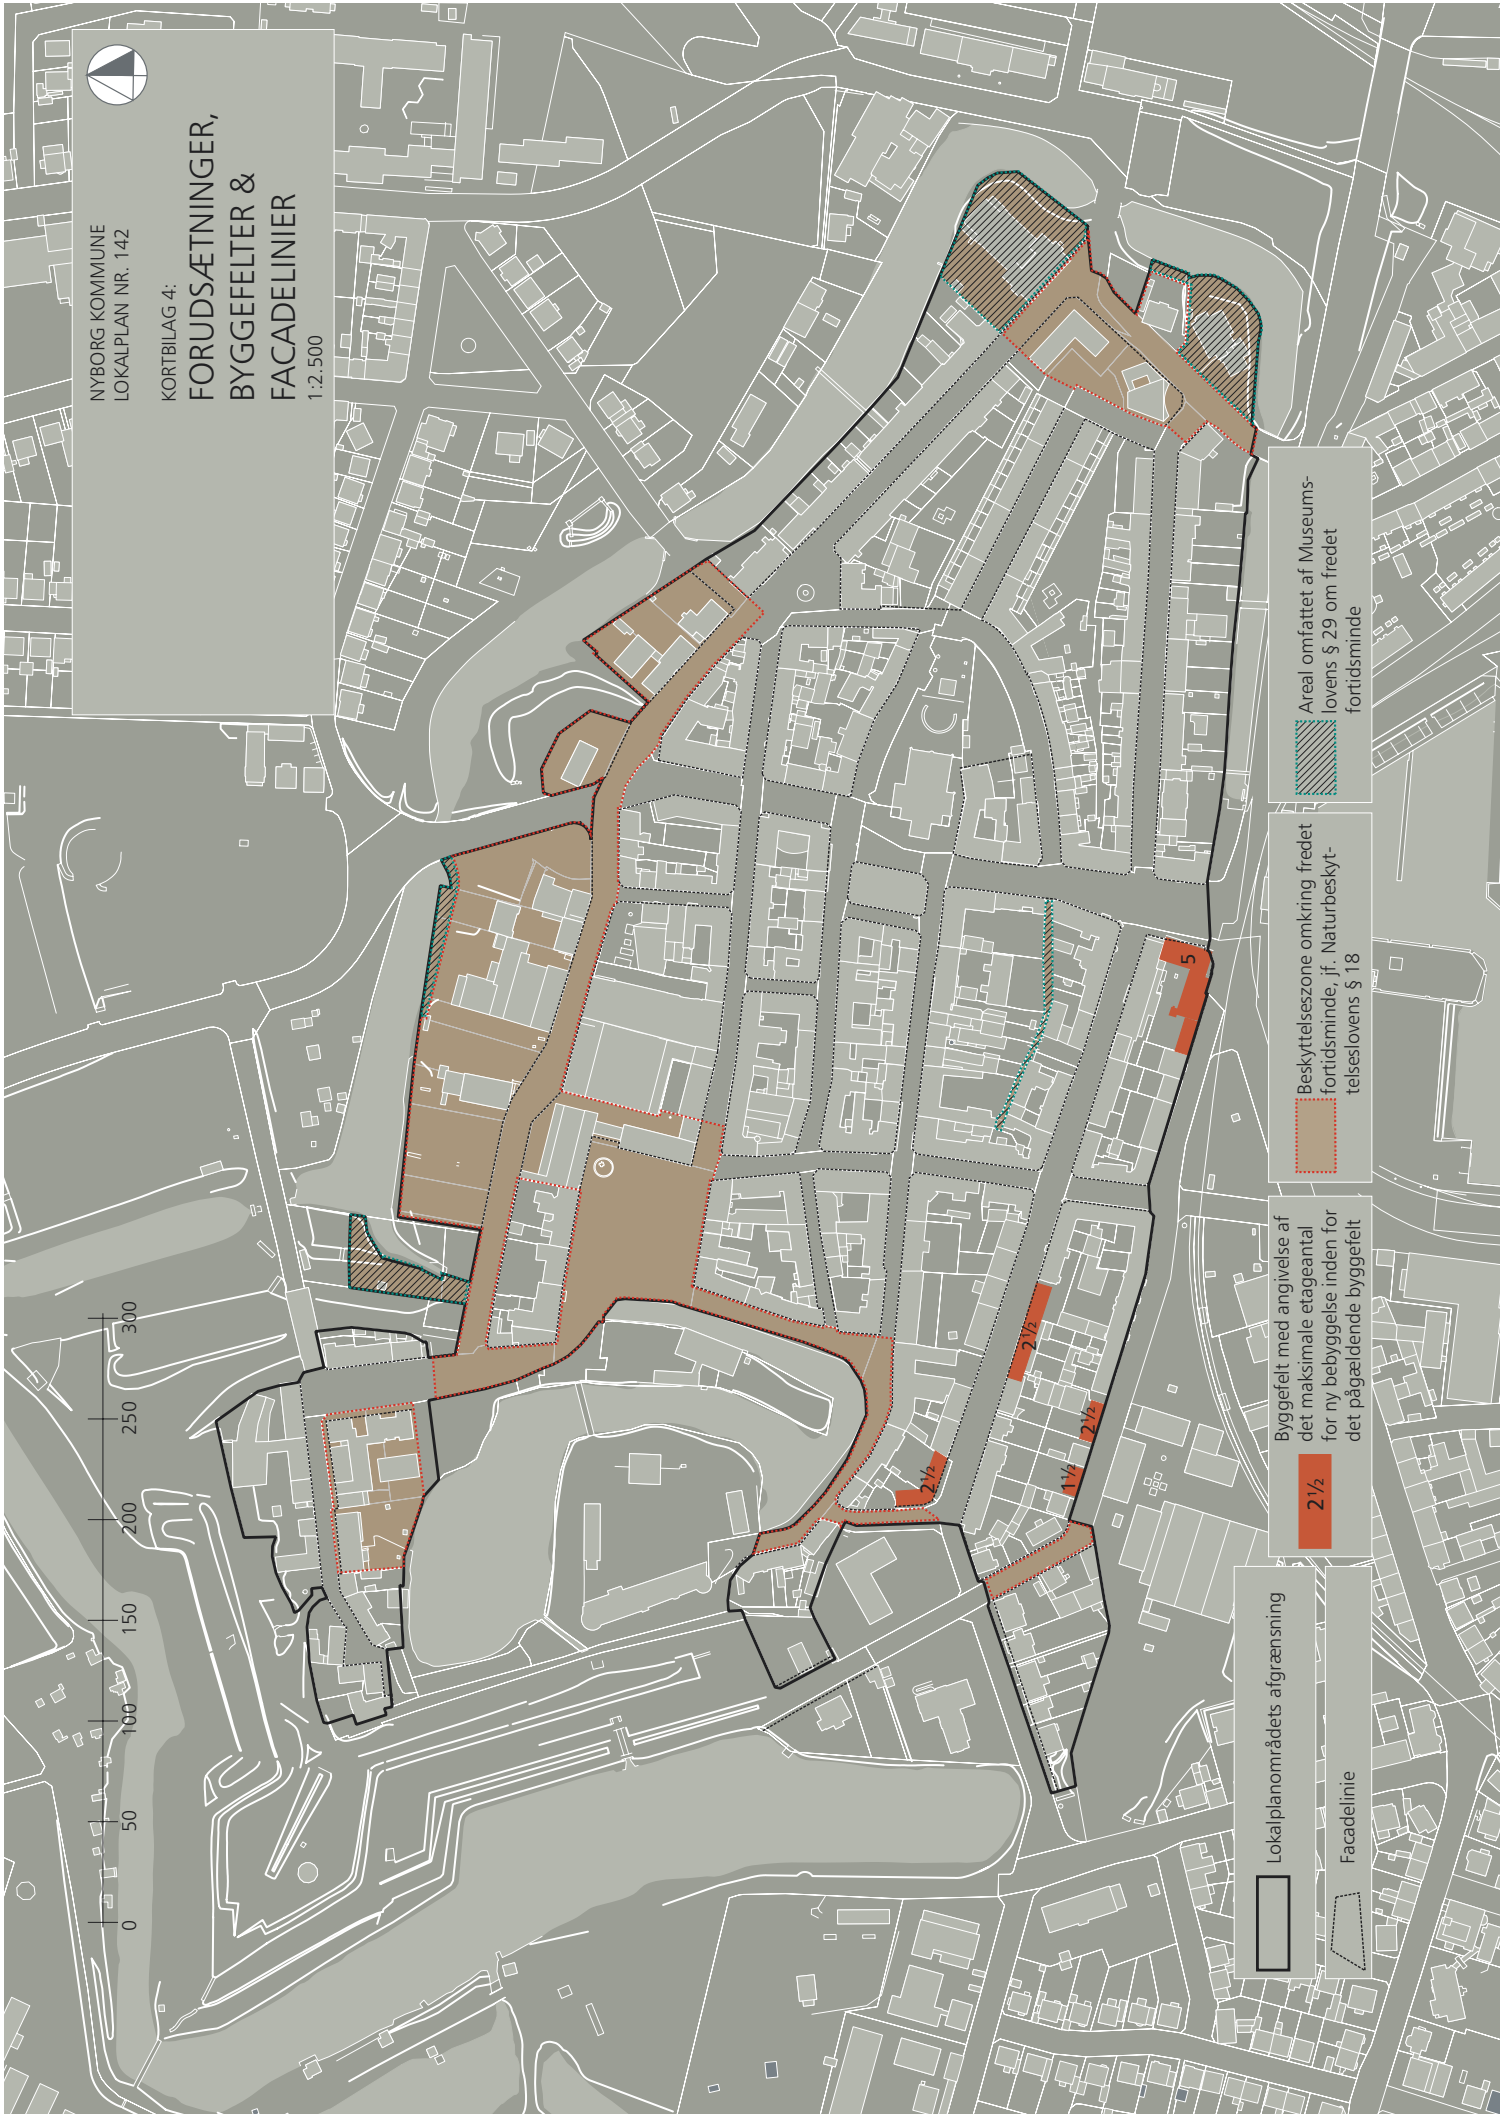 NYBORG KOMMUNE
LOKALPLAN NR. 142
KORTBILAG 4:
FORUDSÆTNINGER,
BYGGEFELTER &
FACADELINIER
1:2.500
0
50
100
150
200
250
300
2½
2½
2½
1½
5
Lokalplanområdets afgrænsning
Facadelinie
2½
Byggefelt med angivelse af
det maksimale etageantal
for ny bebyggelse inden for
det pågældende byggefelt
Beskyttelseszone omkring fredet
fortidsminde, jf. Naturbeskyt-
telseslovens § 18
Areal omfattet af Museums-
lovens § 29 om fredet
fortidsminde